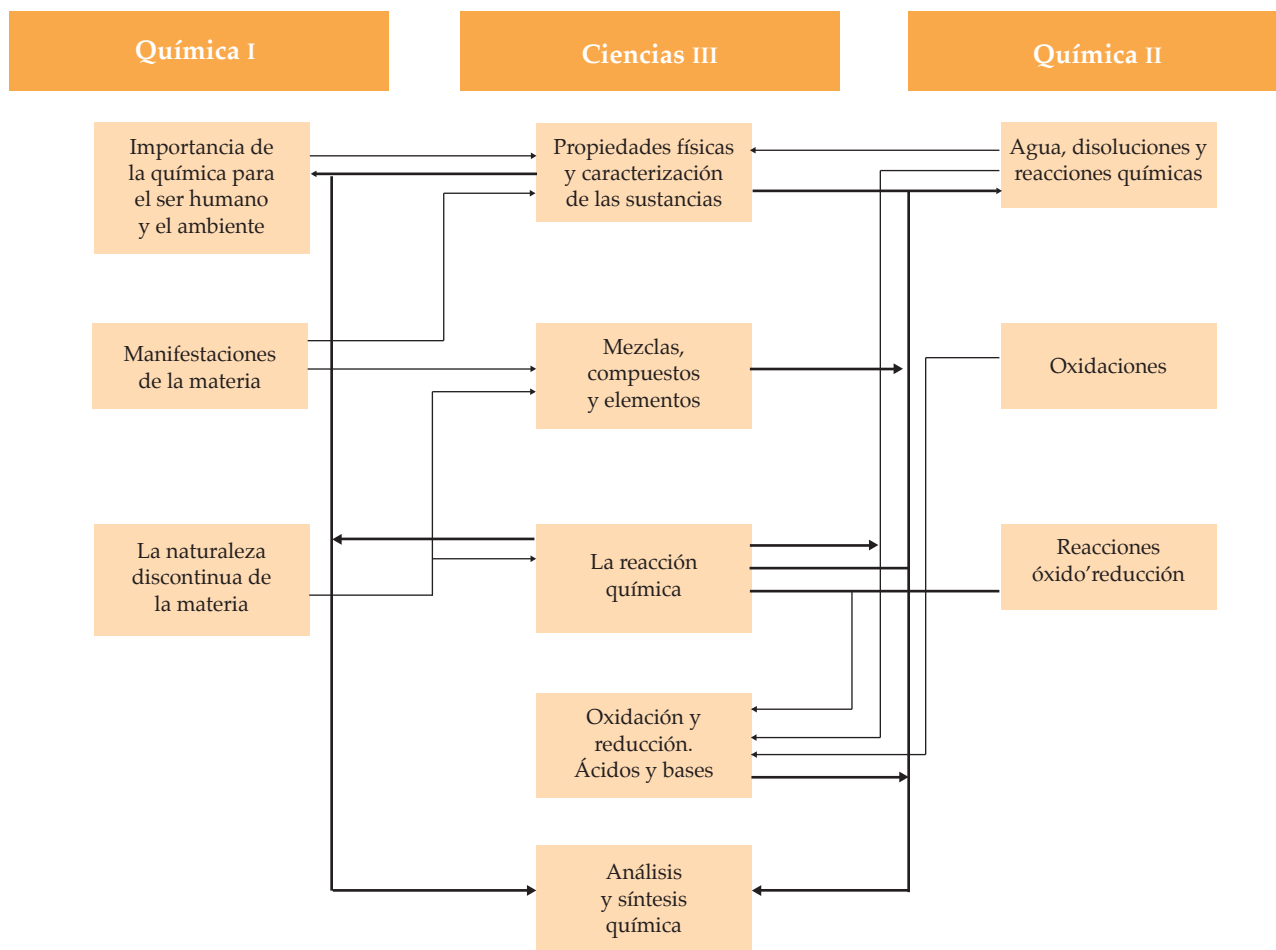 Química I
Ciencias III
Química II
Importancia de
la química para
el ser humano
y el ambiente
Propiedades físicas
y caracterización
de las sustancias
Agua, disoluciones y
reacciones químicas
Manifestaciones
de la materia
Mezclas,
compuestos
y elementos
Oxidaciones
La naturaleza
discontinua de
la materia
La reacción
química
Reacciones
óxido’reducción
Oxidación y
reducción.
Ácidos y bases
Análisis
y síntesis
química